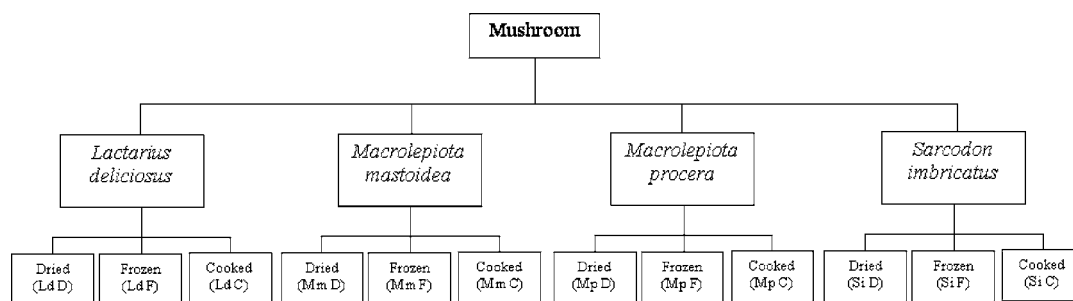 Mushroom
Lactarius
deliciosus
Macrolepiota
mastoidea
Macrolepiota
procera
Sarcodon
imbricatus
Dried
(Ld D)
Frozen
(Ld F)
Cooked
(Ld C)
Dried
(Mm D)
Frozen
(Mm F)
Cooked
(Mm C)
Dried
(Mp D)
Frozen
(Mp F)
Cooked
(Mp C)
Dried
(Si D)
Frozen
(Si F)
Cooked
(Si C)